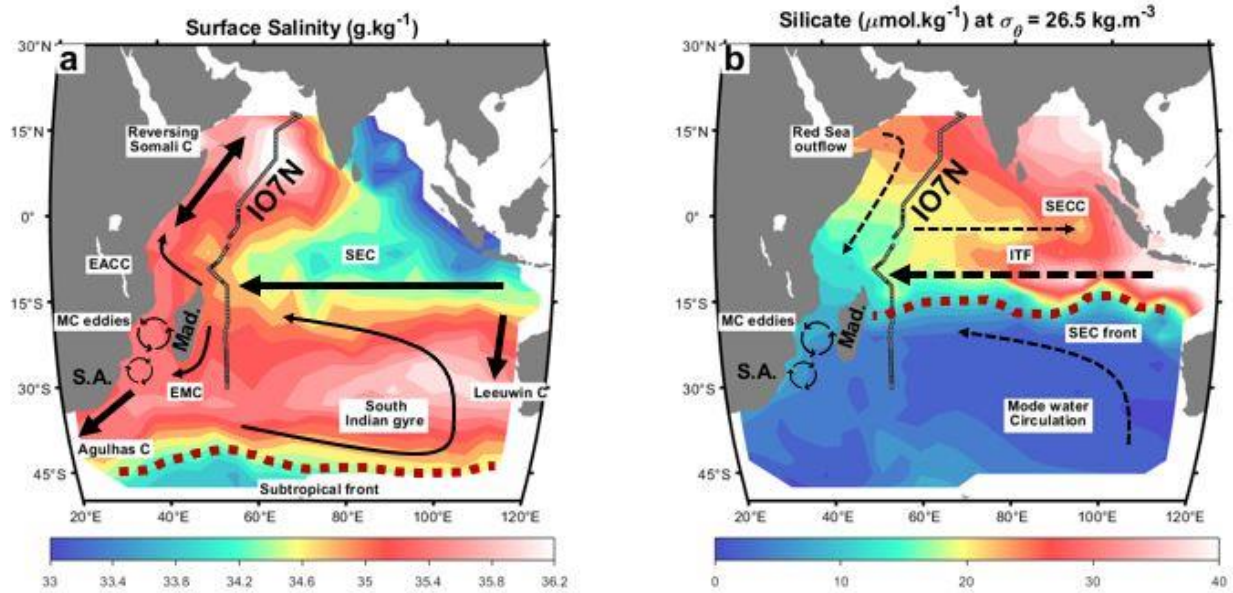 Surface Salinity (g.kg⁻¹)
a
30°N
15°N
0°
15°S
30°S
45°S
Reversing
Somali C
IO7N
SEC
EACC
MC eddies
Mad.
S.A.
EMC
South
Indian gyre
Leeuwin C
Agulhas C
Subtropical front
20°E 40°E 60°E 80°E 100°E 120°E
33 33.4 33.8 34.2 34.6 35 35.4 35.8 36.2
Silicate (μmol.kg⁻¹) at σθ = 26.5 kg.m⁻³
b
30°N
15°N
0°
15°S
30°S
45°S
Red Sea
outflow
IO7N
SECC
ITF
MC eddies
Mad.
SEC front
S.A.
Mode water
Circulation
20°E 40°E 60°E 80°E 100°E 120°E
0 10 20 30 40